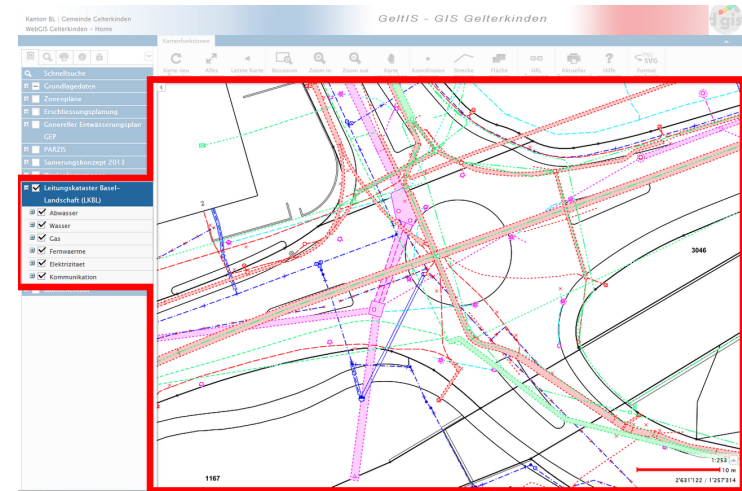 Kanton BL | Gemeinde Gelterkinden
GeltIS - GIS Gelterkinden
WebGIS Gelterkinden – Home
Kartenfunktionen
Karte neu
Alles
Letzte Karte
Boxzoom
Zoom in
Zoom out
Karte
Koordinaten
Strecke
Fläche
URL
Aktueller
Hilfe
SVG
Format
Schnellsuche
Grundlagedaten
Zonenpläne
Erschliessungsplanung
Genereller Entwässerungsplan
GEP
PARZIS
Sanierungskonzept 2013
Leitungskataster Basel-
Landschaft (LKBL)
Abwasser
Wasser
Gas
Fernwaerme
Elektrizitaet
Kommunikation
3046
1167
1:253
10 m
2'631'122 / 1'257'314